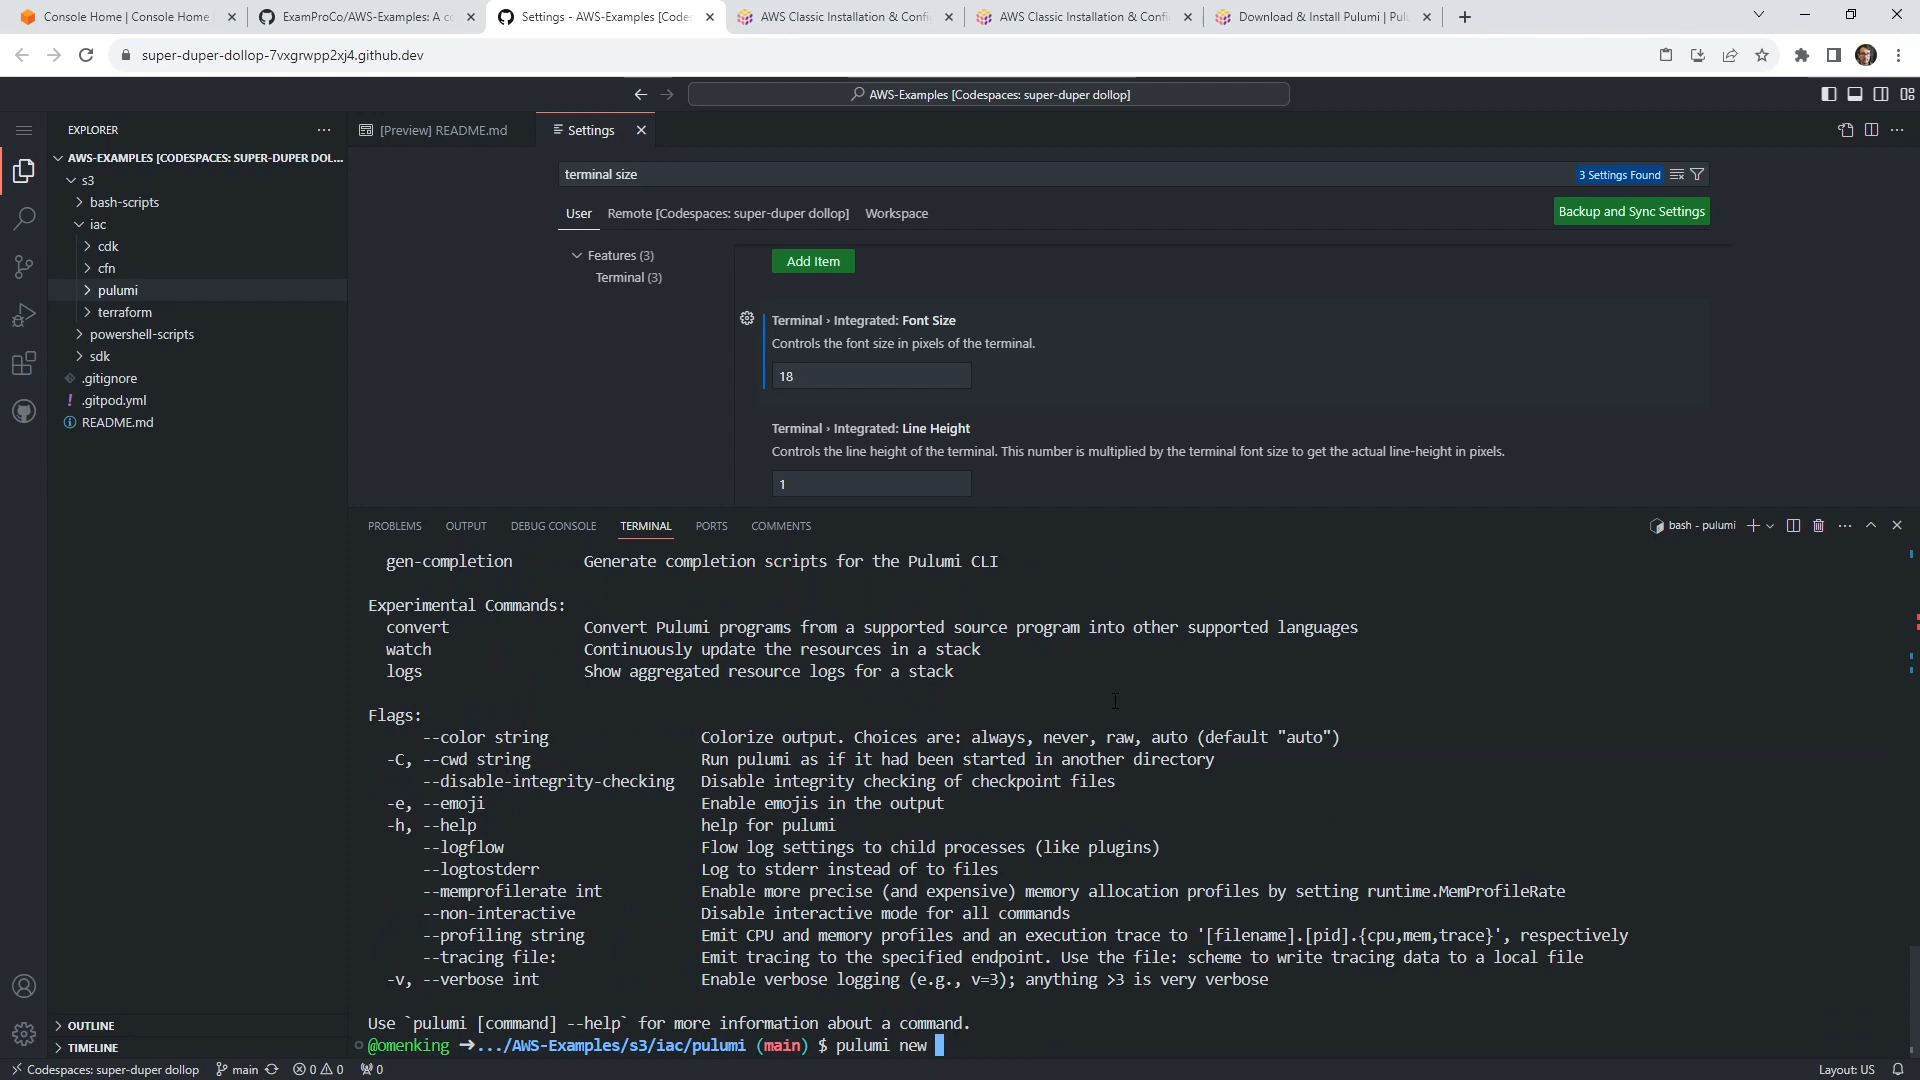 Console Home | Console Home
ExamProCo/AWS-Examples: A co
Settings - AWS-Examples [Codes
AWS Classic Installation & Confi
AWS Classic Installation & Confi
Download & Install Pulumi | Pulu
super-duper-dollop-7vxgrwpp2xj4.github.dev
AWS-Examples [Codespaces: super-duper dollop]
EXPLORER
[Preview] README.md
Settings
AWS-EXAMPLES [CODESPACES: SUPER-DUPER DOL...
s3
bash-scripts
iac
cdk
cfn
pulumi
terraform
powershell-scripts
sdk
.gitignore
.gitpod.yml
README.md
OUTLINE
TIMELINE
terminal size
3 Settings Found
User
Remote [Codespaces: super-duper dollop]
Workspace
Backup and Sync Settings
Features (3)
Terminal (3)
Add Item
Terminal › Integrated: Font Size
Controls the font size in pixels of the terminal.
18
Terminal › Integrated: Line Height
Controls the line height of the terminal. This number is multiplied by the terminal font size to get the actual line-height in pixels.
1
PROBLEMS OUTPUT DEBUG CONSOLE TERMINAL PORTS COMMENTS
bash - pulumi
gen-completion Generate completion scripts for the Pulumi CLI
Experimental Commands:
convert Convert Pulumi programs from a supported source program into other supported languages
watch Continuously update the resources in a stack
logs Show aggregated resource logs for a stack
Flags:
--color string Colorize output. Choices are: always, never, raw, auto (default "auto")
-C, --cwd string Run pulumi as if it had been started in another directory
--disable-integrity-checking Disable integrity checking of checkpoint files
-e, --emoji Enable emojis in the output
-h, --help help for pulumi
--logflow Flow log settings to child processes (like plugins)
--logtostderr Log to stderr instead of to files
--memprofilerate int Enable more precise (and expensive) memory allocation profiles by setting runtime.MemProfileRate
--non-interactive Disable interactive mode for all commands
--profiling string Emit CPU and memory profiles and an execution trace to '[filename].[pid].{cpu,mem,trace}', respectively
--tracing file: Emit tracing to the specified endpoint. Use the file: scheme to write tracing data to a local file
-v, --verbose int Enable verbose logging (e.g., v=3); anything >3 is very verbose
Use `pulumi [command] --help` for more information about a command.
@omenking ➜.../AWS-Examples/s3/iac/pulumi (main) $ pulumi new
Codespaces: super-duper dollop main 0 0 0 Layout: US